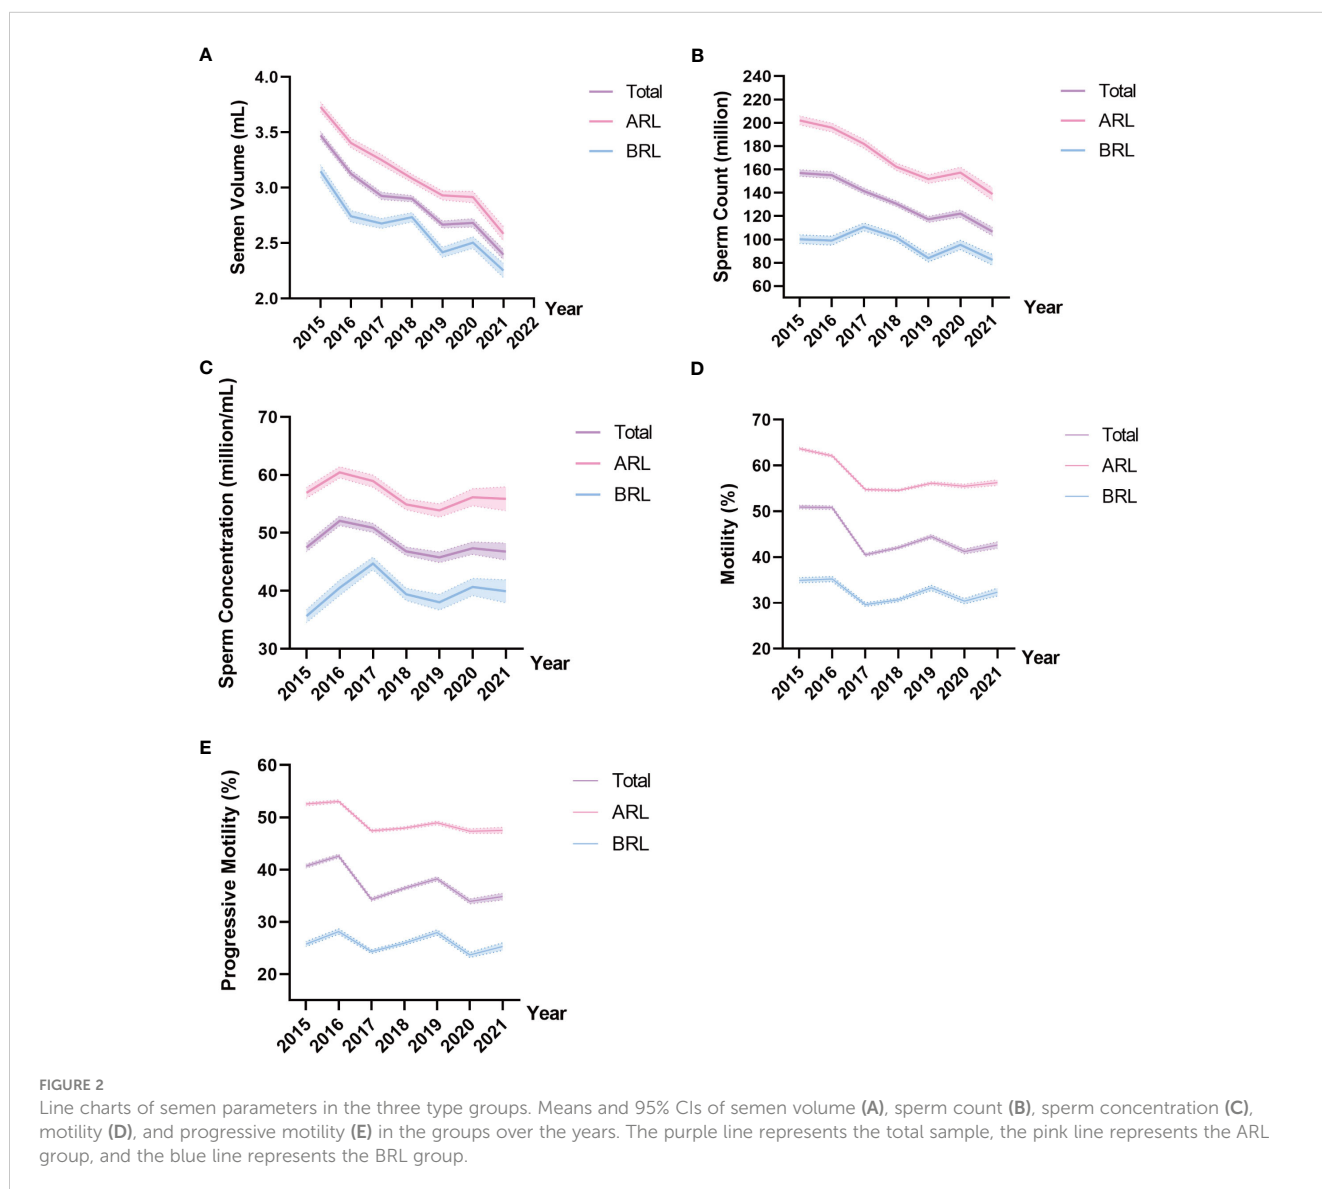 A
Semen Volume (mL)
4.0
3.5
3.0
2.5
2.0
2015
2016
2017
2018
2019
2020
2021
2022
Year
Total
ARL
BRL
B
Sperm Count (million)
240
220
200
180
160
140
120
100
80
60
2015
2016
2017
2018
2019
2020
2021
Year
Total
ARL
BRL
C
Sperm Concentration (million/mL)
70
60
50
40
30
2015
2016
2017
2018
2019
2020
2021
Year
Total
ARL
BRL
D
Motility (%)
70
60
50
40
30
20
2015
2016
2017
2018
2019
2020
2021
Year
Total
ARL
BRL
E
Progressive Motility (%)
60
50
40
30
20
2015
2016
2017
2018
2019
2020
2021
Year
Total
ARL
BRL
FIGURE 2
Line charts of semen parameters in the three type groups. Means and 95% CIs of semen volume (A), sperm count (B), sperm concentration (C),
motility (D), and progressive motility (E) in the groups over the years. The purple line represents the total sample, the pink line represents the ARL
group, and the blue line represents the BRL group.